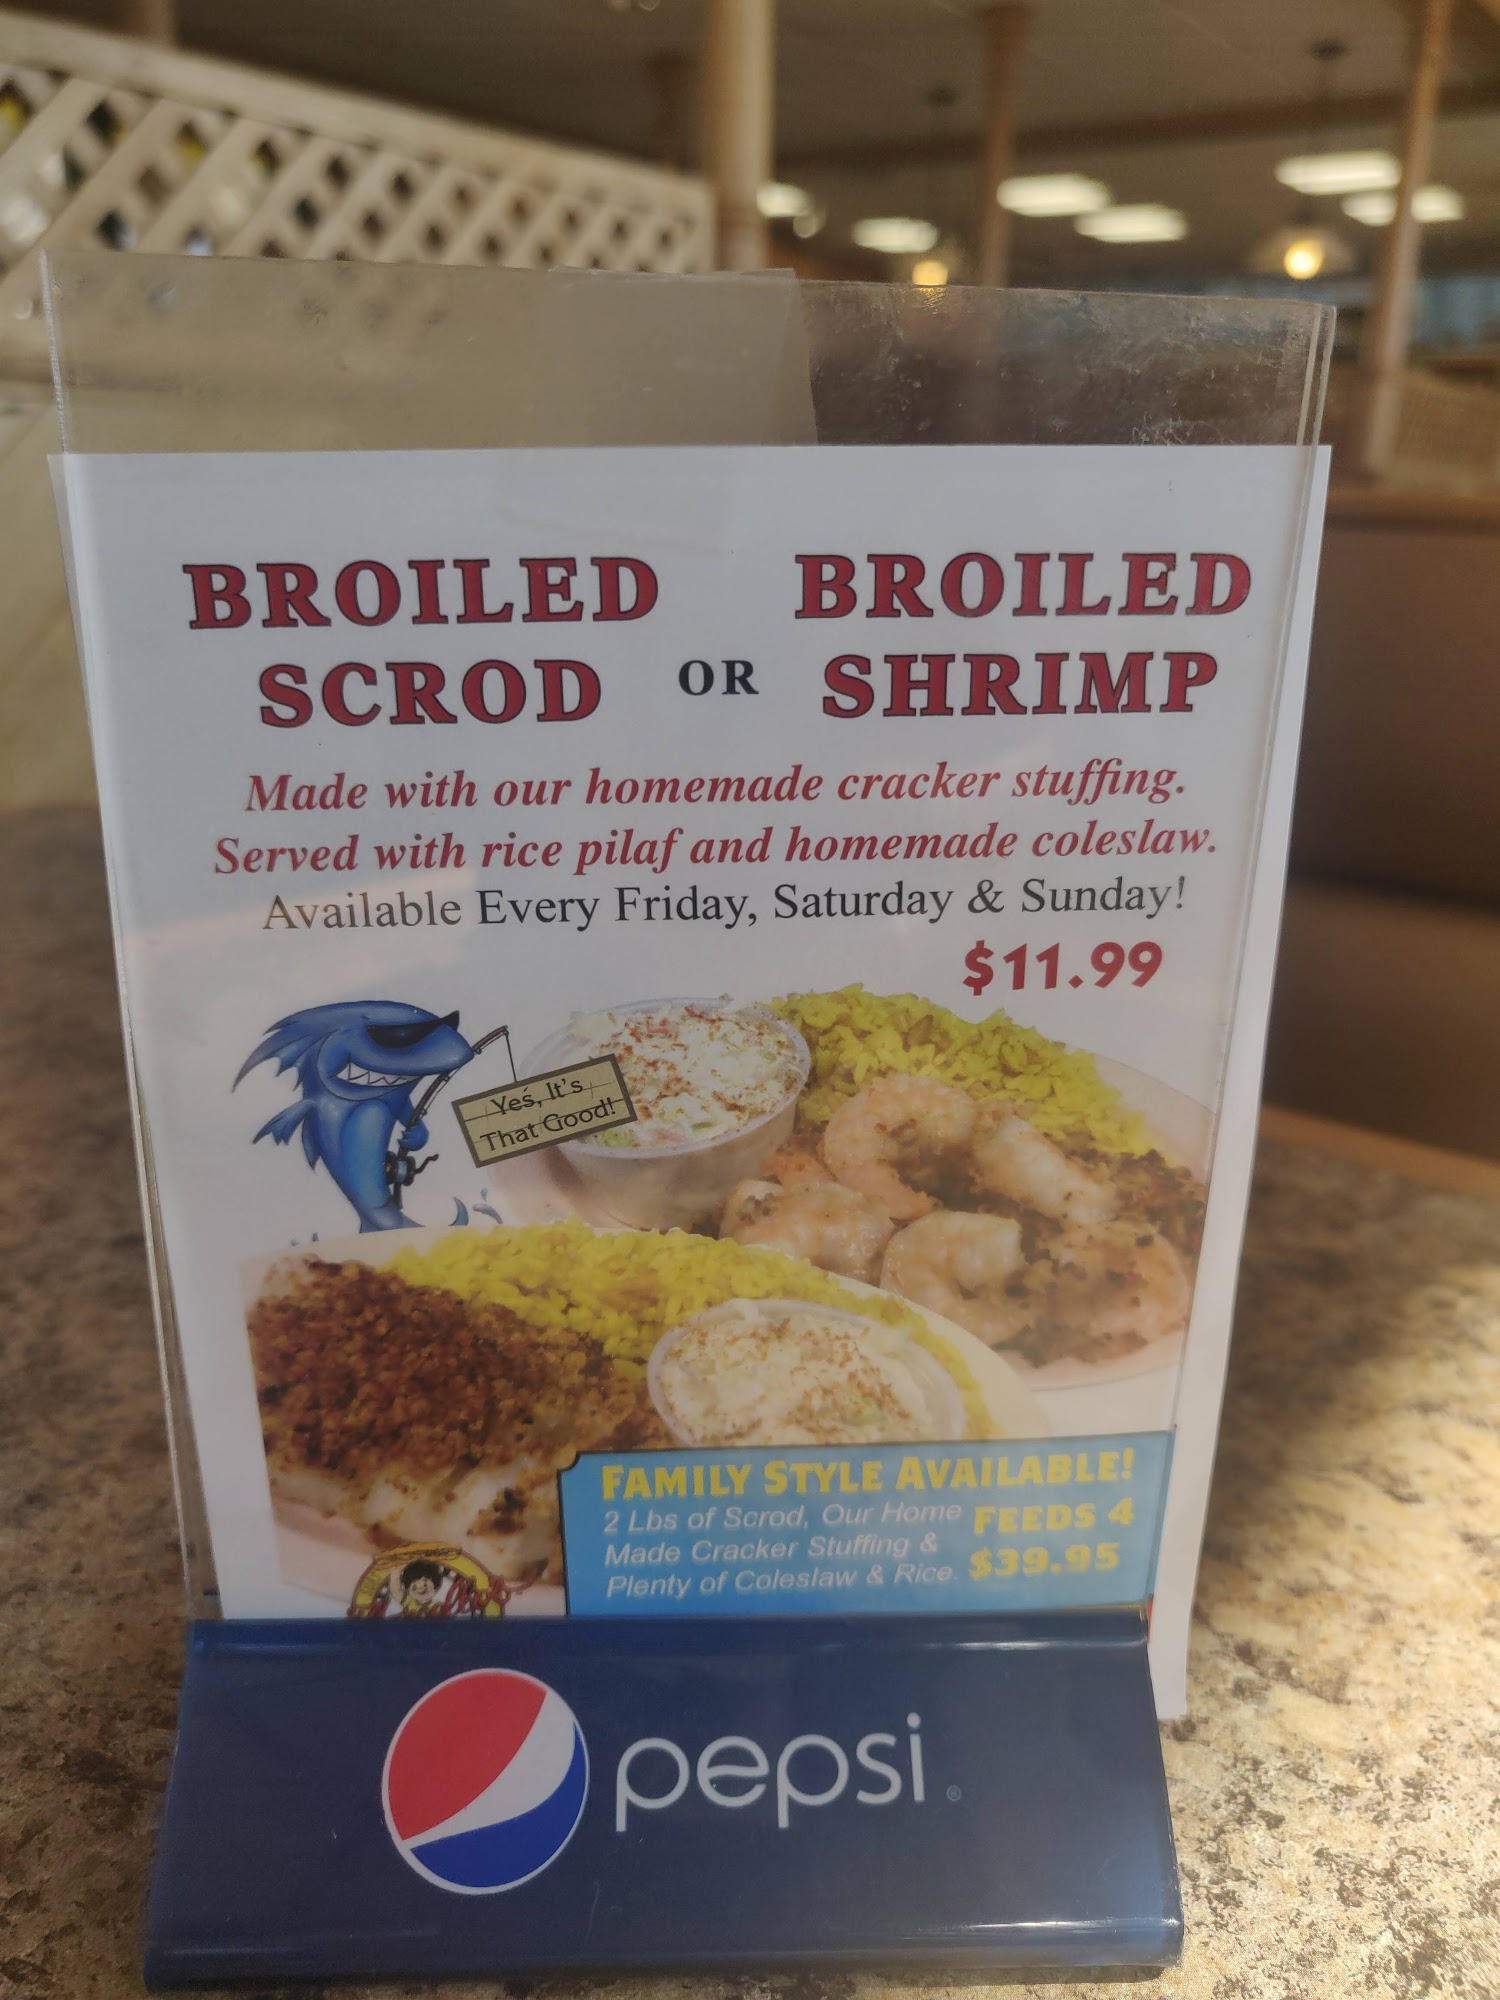 BROILED SCROD OR BROILED SHRIMP
Made with our homemade cracker stuffing.
Served with rice pilaf and homemade coleslaw.
Available Every Friday, Saturday & Sunday!
$11.99
Yes, It's
That Good!
FAMILY STYLE AVAILABLE!
2 Lbs of Scrod, Our Home
Made Cracker Stuffing &
Plenty of Coleslaw & Rice.
FEEDS 4
$39.95
pepsi